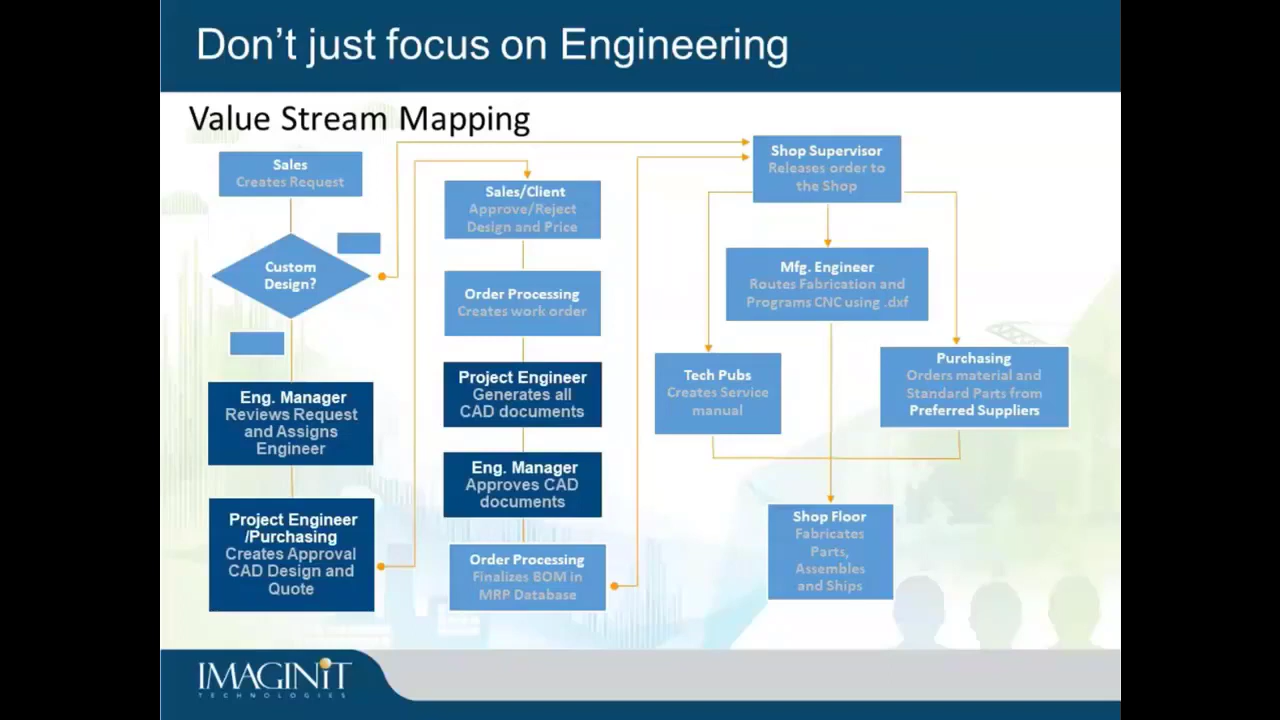 Don't just focus on Engineering
Value Stream Mapping
Sales
Creates Request
Custom
Design?
Eng. Manager
Reviews Request
and Assigns
Engineer
Project Engineer
/Purchasing
Creates Approval
CAD Design and
Quote
Sales/Client
Approve/Reject
Design and Price
Order Processing
Creates work order
Project Engineer
Generates all
CAD documents
Eng. Manager
Approves CAD
documents
Order Processing
Finalizes BOM in
MRP Database
Shop Supervisor
Releases order to
the Shop
Mfg. Engineer
Routes Fabrication and
Programs CNC using .dxf
Tech Pubs
Creates Service
manual
Purchasing
Orders material and
Standard Parts from
Preferred Suppliers
Shop Floor
Fabricates
Parts,
Assembles
and Ships
IMAGINiT
TECHNOLOGIES